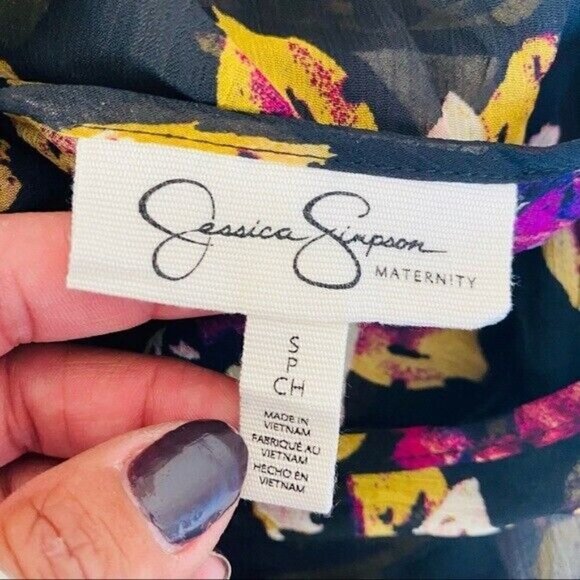 Jessica Simpson
MATERNITY
S
P
CH
MADE IN
VIETNAM
FABRIQUÉ AU
VIETNAM
HECHO EN
VIETNAM